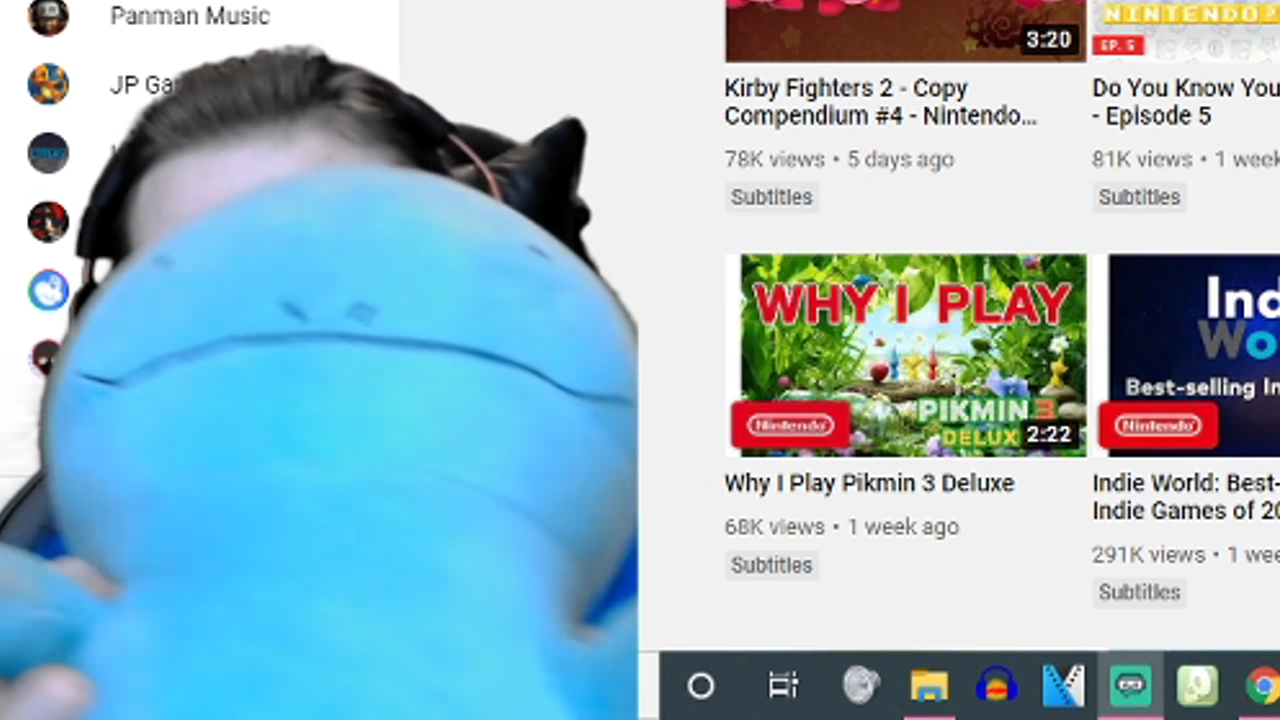 Panman Music
JP Ga
3:20
Kirby Fighters 2 - Copy
Compendium #4 - Nintendo...
78K views • 5 days ago
Subtitles
NINTENDO
EP. 5
Do You Know You
- Episode 5
81K views • 1 week
Subtitles
WHY I PLAY
PIKMIN 3
DELUX
Nintendo
2:22
Why I Play Pikmin 3 Deluxe
68K views • 1 week ago
Subtitles
Ind
Wo
Best-selling In
Nintendo
Indie World: Best-
Indie Games of 20
291K views • 1 wee
Subtitles